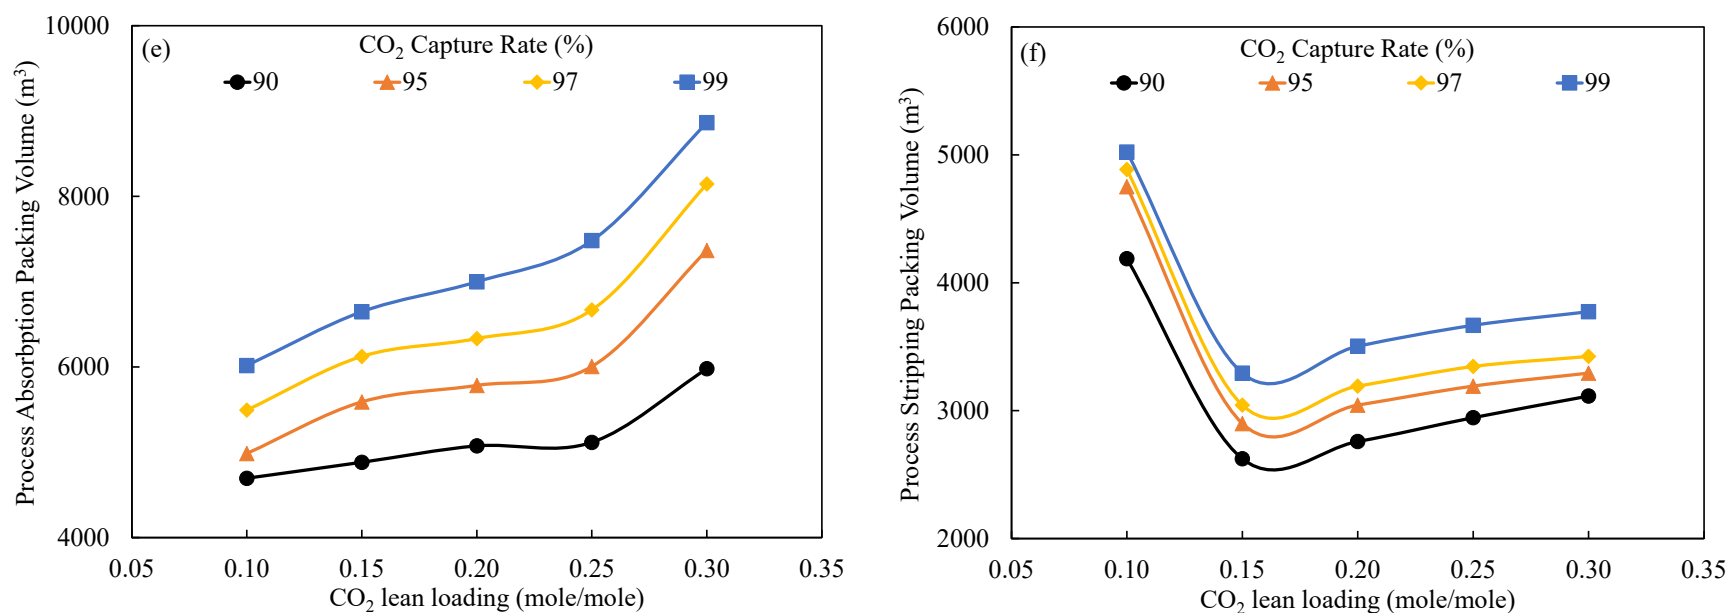 (e)
CO₂ Capture Rate (%)
90 95 97 99
Process Absorbption Packing Volume (m³)
10000
8000
6000
4000
0.05 0.10 0.15 0.20 0.25 0.30 0.35
CO₂ lean loading (mole/mole)
(f)
CO₂ Capture Rate (%)
90 95 97 99
Process Stripping Packing Volume (m³)
6000
5000
4000
3000
2000
0.05 0.10 0.15 0.20 0.25 0.30 0.35
CO₂ lean loading (mole/mole)